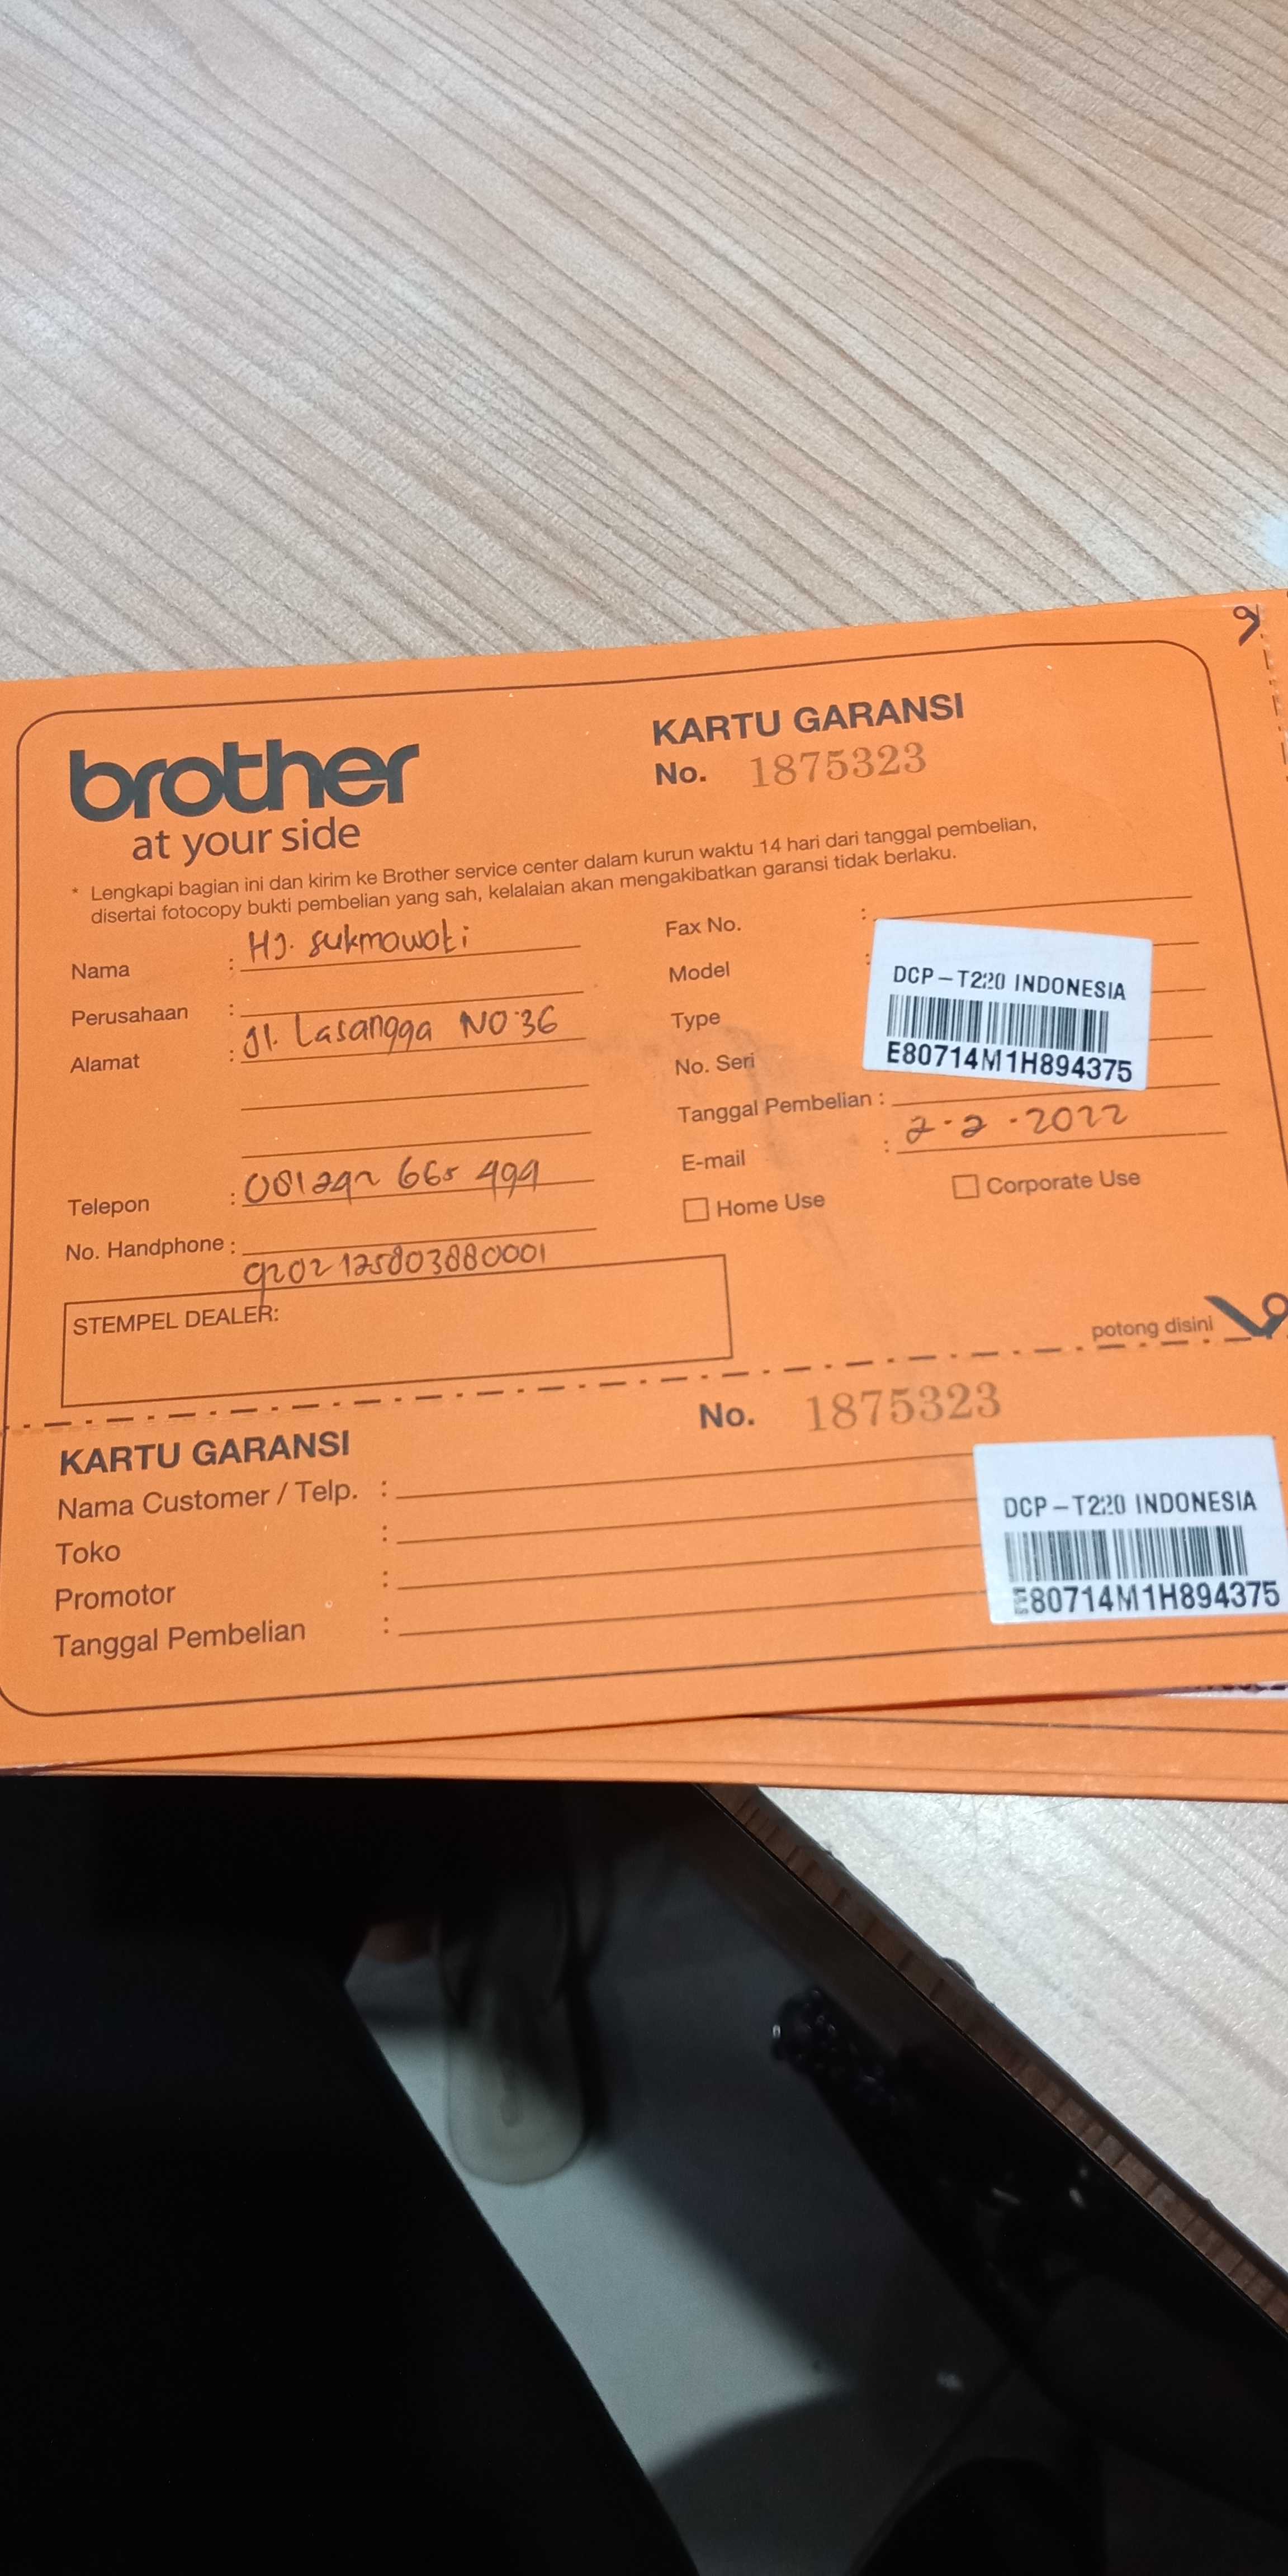 brother
at your side
KARTU GARANSI
No. 1875323
* Lengkapi bagian ini dan kirim ke Brother service center dalam kurun waktu 14 hari dari tanggal pembelian,
disertai fotocopy bukti pembelian yang sah, kelalaian akan mengakibatkan garansi tidak berlaku.
Nama : Hj. Sukmawati
Perusahaan :
Alamat : Jl. Lasangga NO 36
Telepon : 081292 665 499
No. Handphone :
9202125803880001
STEMPEL DEALER:
Fax No. :
Model :
Type
No. Seri
DCP-T220 INDONESIA
E80714M1H894375
Tanggal Pembelian :
2-2-2022
E-mail :
Home Use
Corporate Use
potong disini
KARTU GARANSI
No. 1875323
Nama Customer / Telp. :
Toko :
Promotor :
Tanggal Pembelian :
DCP-T220 INDONESIA
E80714M1H894375